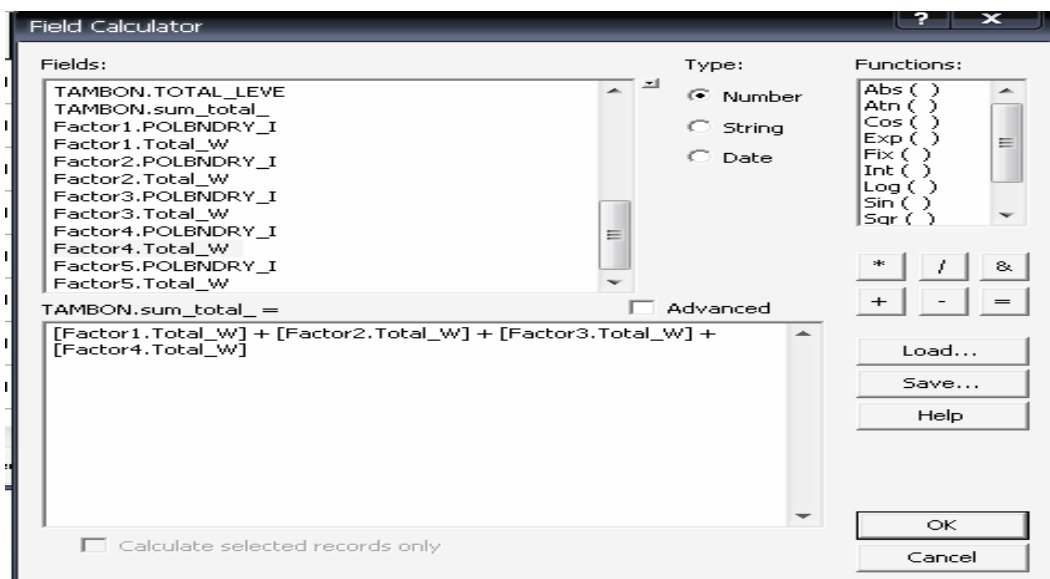 Field Calculator
? x
Fields:
TAMBON.TOTAL_LEVE
TAMBON.sum_total_
Factor1.POLBNDRY_I
Factor1.Total_W
Factor2.POLBNDRY_I
Factor2.Total_W
Factor3.POLBNDRY_I
Factor3.Total_W
Factor4.POLBNDRY_I
Factor4.Total_W
Factor5.POLBNDRY_I
Factor5.Total_W
Type:
Number
String
Date
Functions:
Abs ( )
Atn ( )
Cos ( )
Exp ( )
Fix ( )
Int ( )
Log ( )
Sin ( )
Sqr ( )
* / &
+ - =
TAMBON.sum_total_ =
Advanced
[Factor1.Total_W] + [Factor2.Total_W] + [Factor3.Total_W] +
[Factor4.Total_W]
Load...
Save...
Help
Calculate selected records only
OK
Cancel